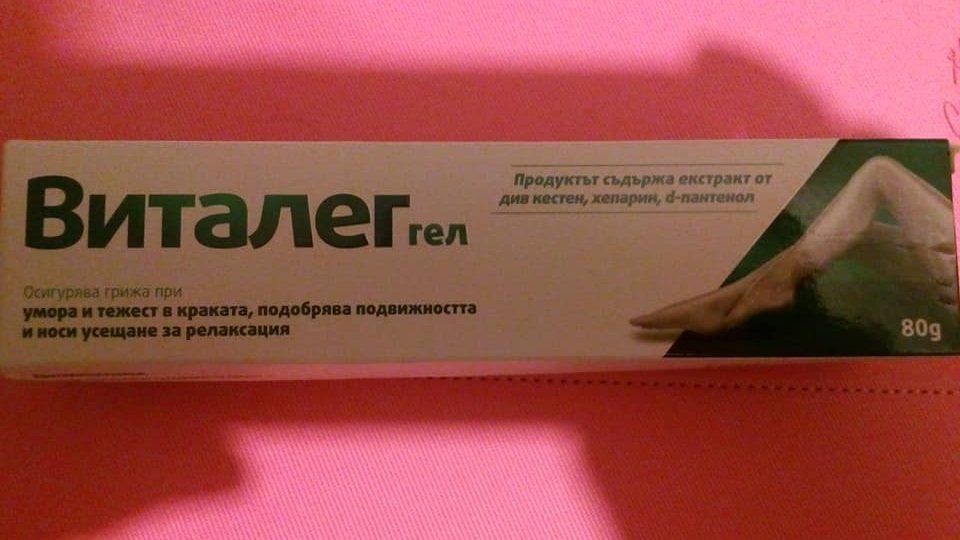 Виталег гел
Продуктът съдържа екстракт от
див кестен, хепарин, d-пантенол
Осигурява грижа при
умора и тежест в краката, подобрява подвижността
и носи усещане за релаксация
80g